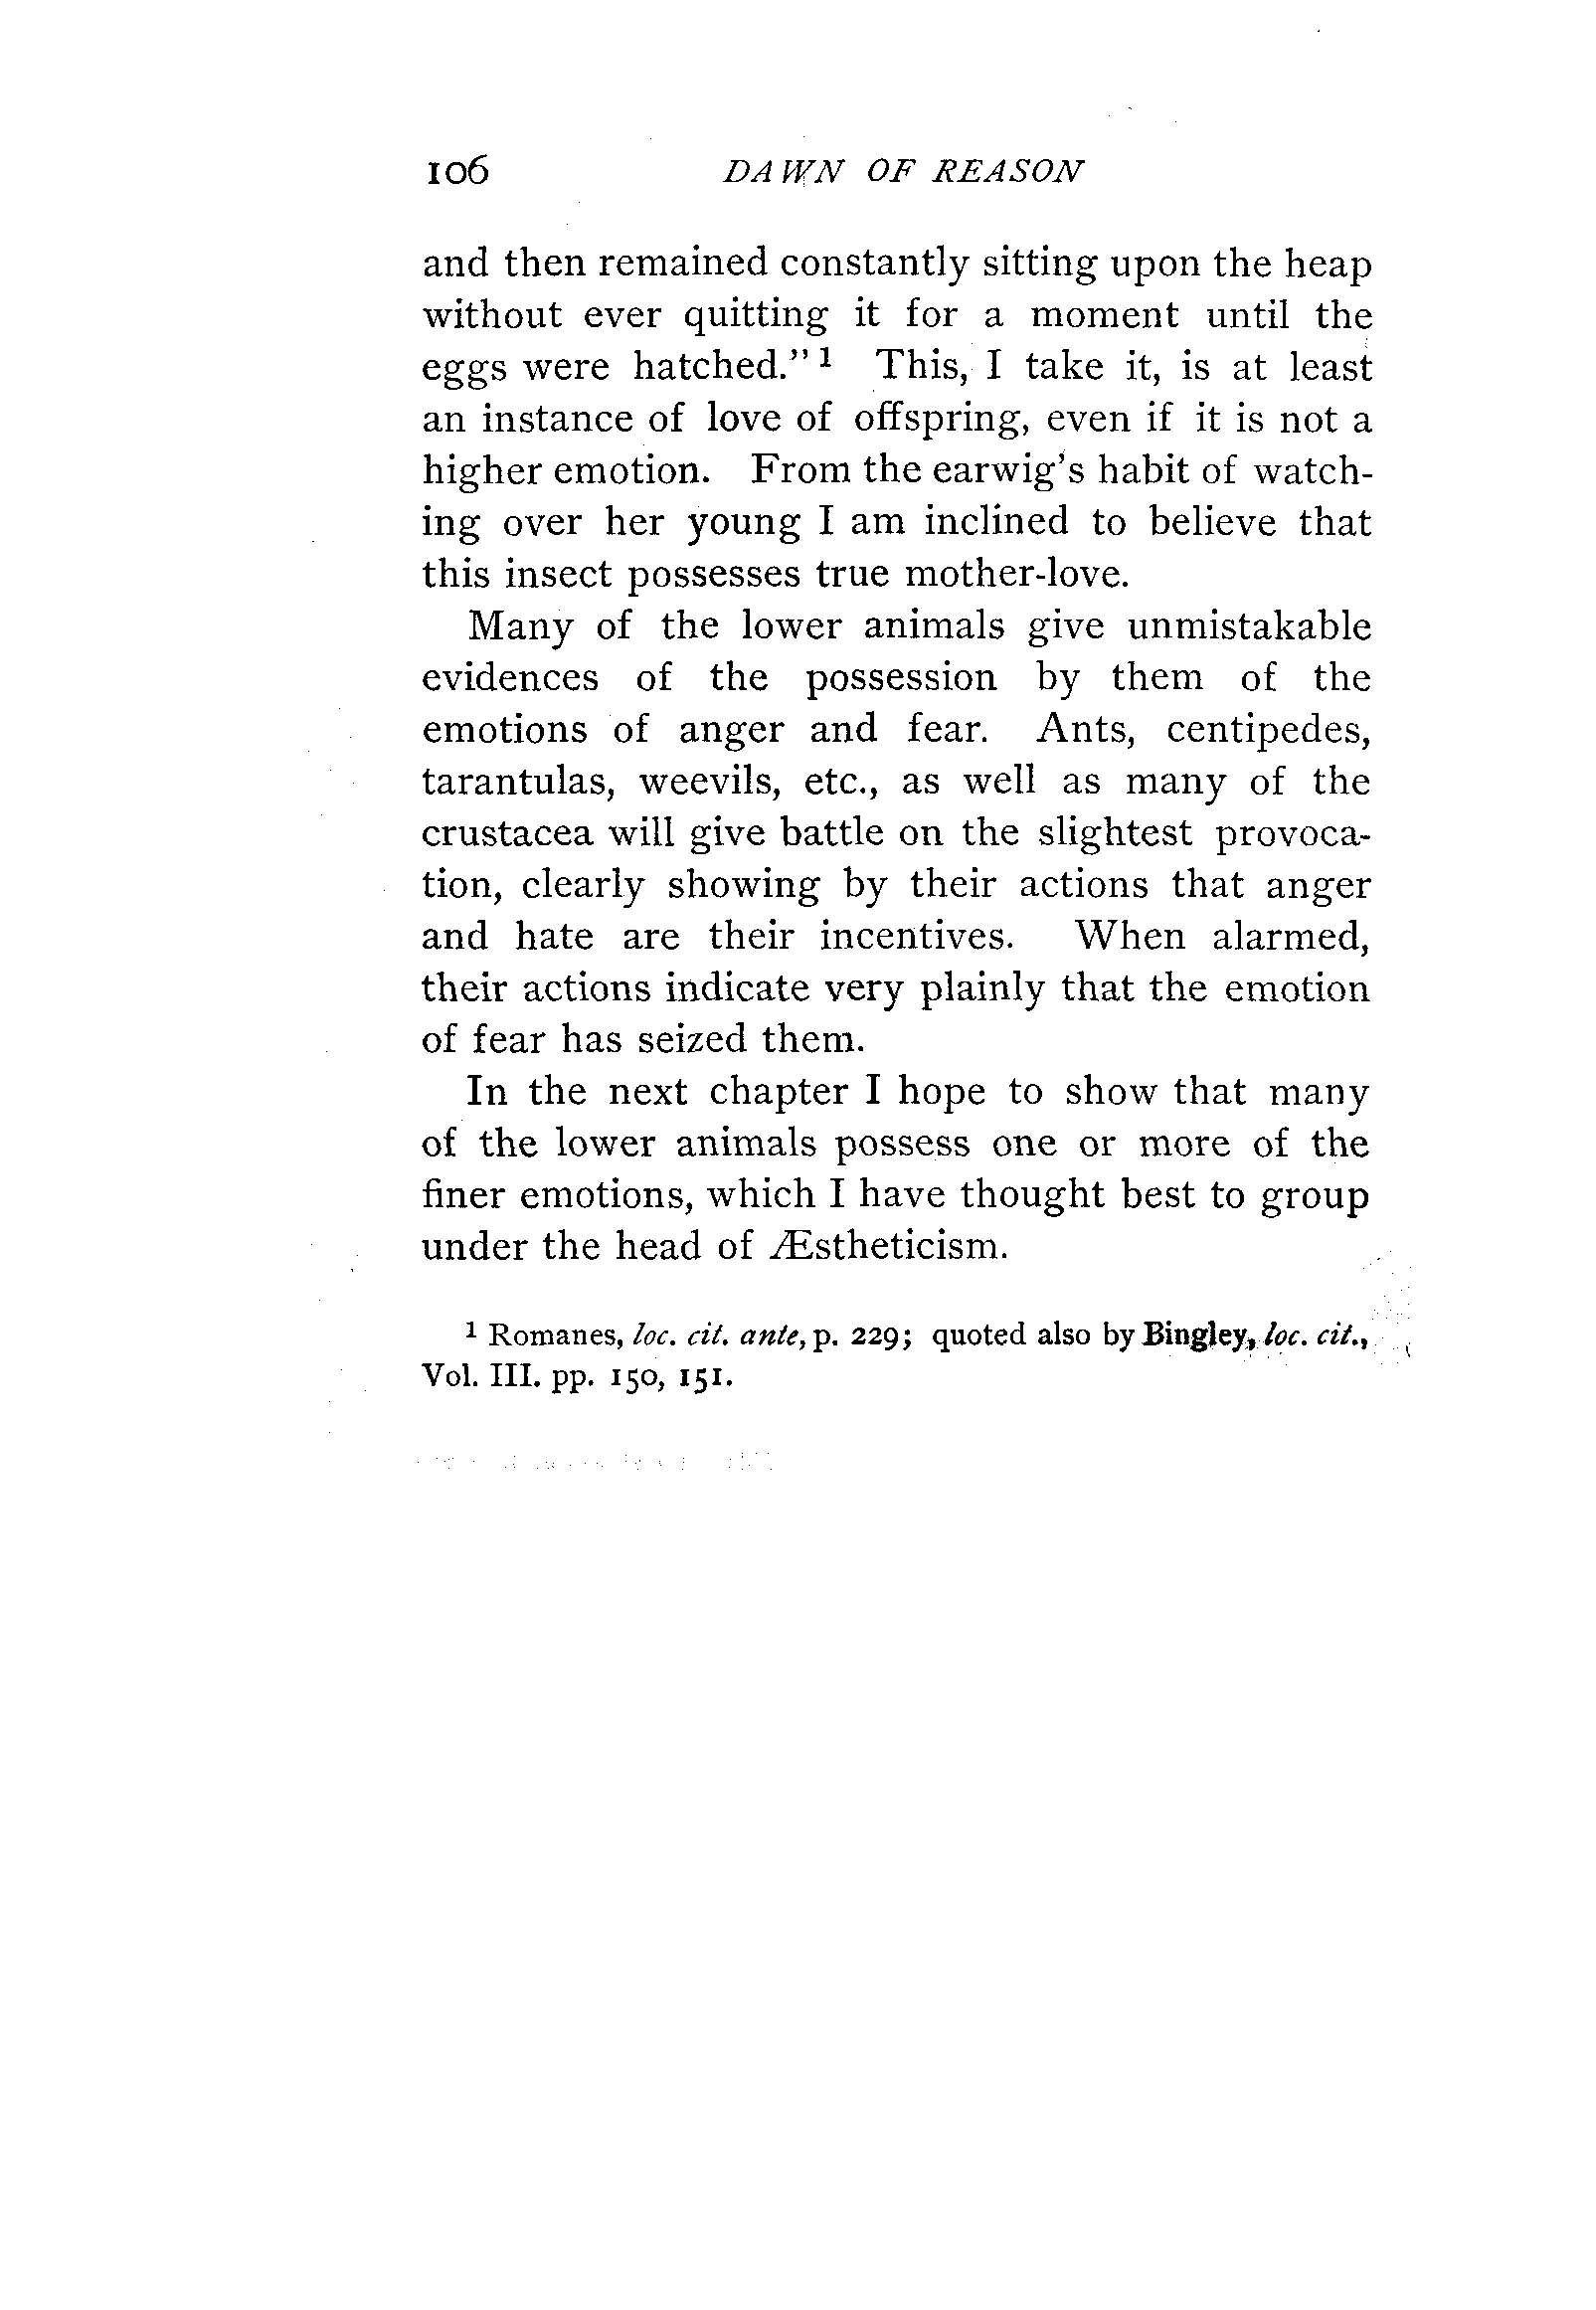 106 DAWN OF REASON
and then remained constantly sitting upon the heap
without ever quitting it for a moment until the
eggs were hatched." 1 This, I take it, is at least
an instance of love of offspring, even if it is not a
higher emotion. From the earwig's habit of watch-
ing over her young I am inclined to believe that
this insect possesses true mother-love.
Many of the lower animals give unmistakable
evidences of the possession by them of the
emotions of anger and fear. Ants, centipedes,
tarantulas, weevils, etc., as well as many of the
crustacea will give battle on the slightest provoca-
tion, clearly showing by their actions that anger
and hate are their incentives. When alarmed,
their actions indicate very plainly that the emotion
of fear has seized them.
In the next chapter I hope to show that many
of the lower animals possess one or more of the
finer emotions, which I have thought best to group
under the head of Æstheticism.
1 Romanes, loc. cit. ante, p. 229; quoted also by Bingley, loc. cit.,
Vol. III. pp. 150, 151.